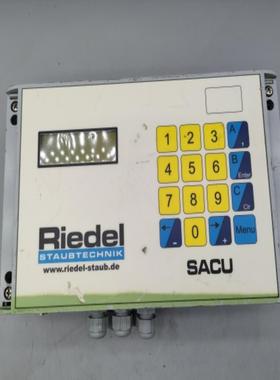 1 2 3 A
4 5 6 B Enter
7 8 9 C Clr
← - 0 → + Menu
Riedel
STAUBTECHNIK
www.riedel-staub.de
SACU